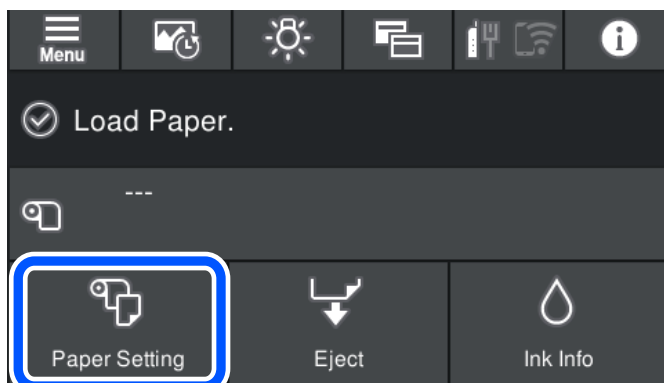 Menu
Load Paper.
---
Paper Setting
Eject
Ink Info